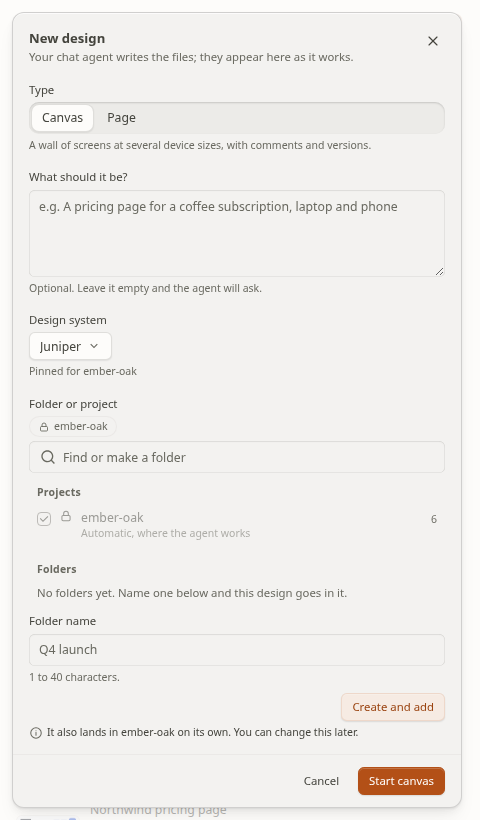 New design
Your chat agent writes the files; they appear here as it works.
Type
Canvas Page
A wall of screens at several device sizes, with comments and versions.
What should it be?
e.g. A pricing page for a coffee subscription, laptop and phone
Optional. Leave it empty and the agent will ask.
Design system
Juniper
Pinned for ember-oak
Folder or project
ember-oak
Find or make a folder
Projects
ember-oak 6
Automatic, where the agent works
Folders
No folders yet. Name one below and this design goes in it.
Folder name
Q4 launch
1 to 40 characters.
Create and add
It also lands in ember-oak on its own. You can change this later.
Cancel Start canvas
Northwind pricing page